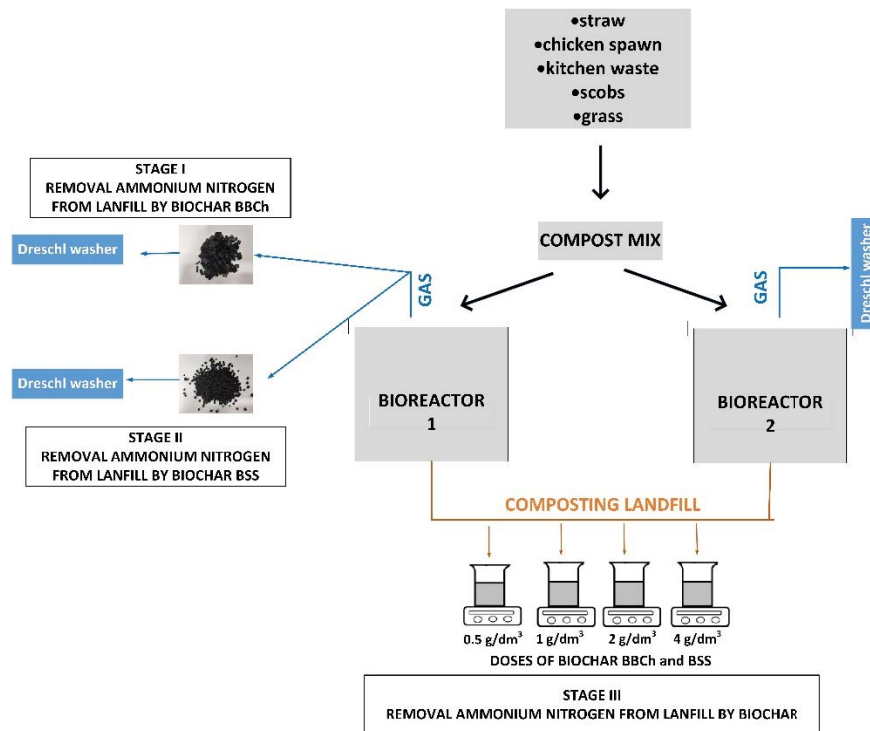 •straw
•chicken spawn
•kitchen waste
•scobs
•grass
STAGE I
REMOVAL AMMONIUM NITROGEN
FROM LANFILL BY BIOCHAR BBCh
Dreschl washer
COMPOST MIX
GAS
GAS
Dreschl washer
Dreschl washer
BIOREACTOR
1
BIOREACTOR
2
STAGE II
REMOVAL AMMONIUM NITROGEN
FROM LANFILL BY BIOCHAR BSS
COMPOSTING LANDFILL
0.5 g/dm³ 1 g/dm³ 2 g/dm³ 4 g/dm³
DOSES OF BIOCHAR BBCh and BSS
STAGE III
REMOVAL AMMONIUM NITROGEN FROM LANFILL BY BIOCHAR